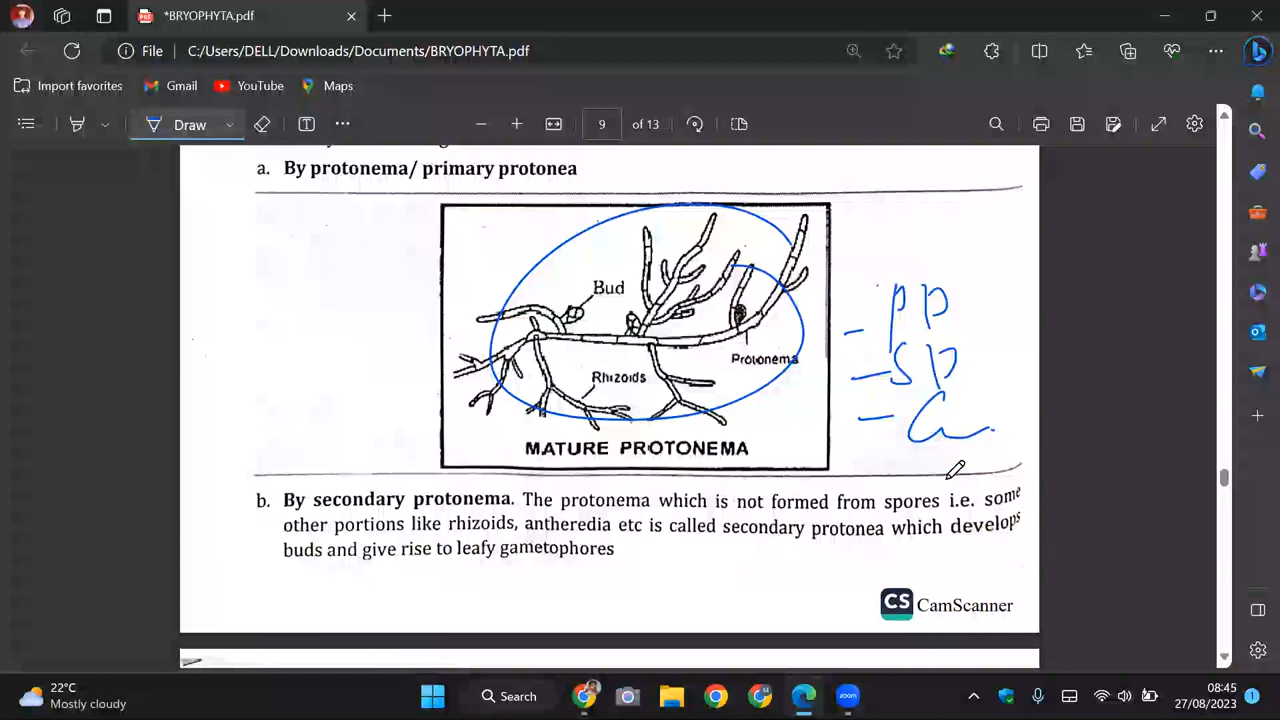 *BRYOPHYTA.pdf
File C:/Users/DELL/Downloads/Documents/BRYOPHYTA.pdf
Import favorites Gmail YouTube Maps
Draw 9 of 13
a. By protonema/ primary protonea
Bud
Protonema
Rhizoids
MATURE PROTONEMA
- PP
- SP
b. By secondary protonema. The protonema which is not formed from spores i.e. some
other portions like rhizoids, antheredia etc is called secondary protonea which develops
buds and give rise to leafy gametophores
CS CamScanner
22°C
Mostly cloudy
Search
zoom
08:45
27/08/2023
1